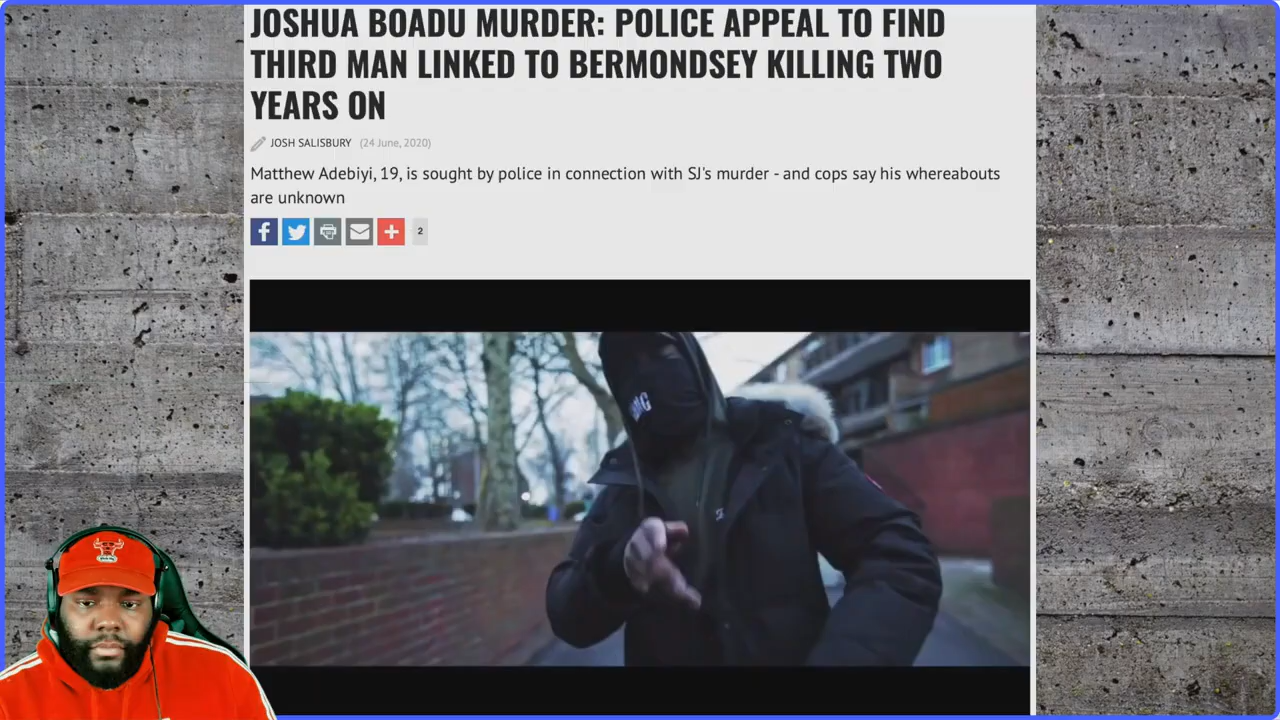 JOSHUA BOADU MURDER: POLICE APPEAL TO FIND
THIRD MAN LINKED TO BERMONDSEY KILLING TWO
YEARS ON
JOSH SALISBURY (24 June, 2020)
Matthew Adebiyi, 19, is sought by police in connection with SJ's murder - and cops say his whereabouts
are unknown
2